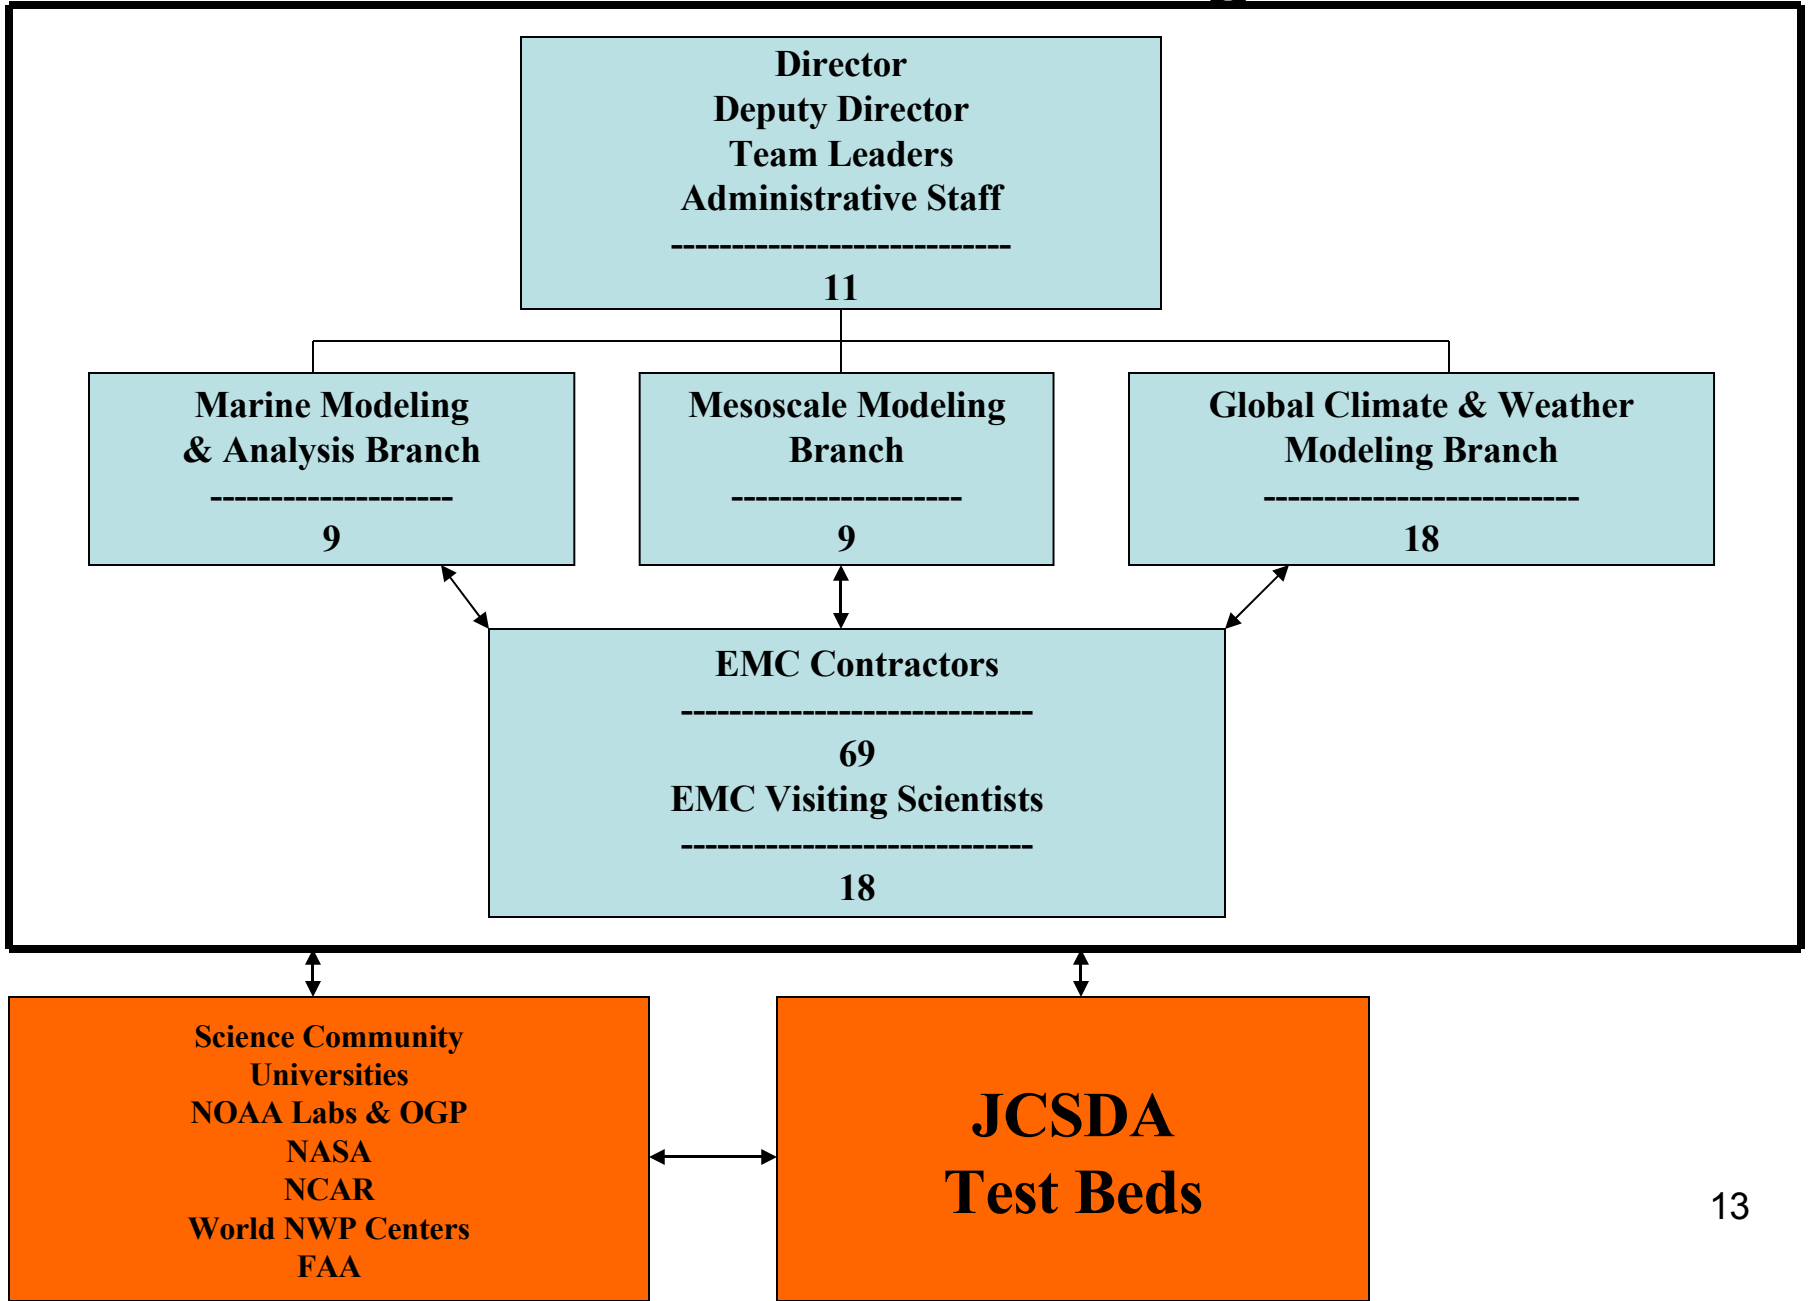 Director
Deputy Director
Team Leaders
Administrative Staff
----------------------------
11
Marine Modeling
& Analysis Branch
--------------------
9
Mesoscale Modeling
Branch
-------------------
9
Global Climate & Weather
Modeling Branch
--------------------------
18
EMC Contractors
-----------------------------
69
EMC Visiting Scientists
-----------------------------
18
Science Community
Universities
NOAA Labs & OGP
NASA
NCAR
World NWP Centers
FAA
JCSDA
Test Beds
13